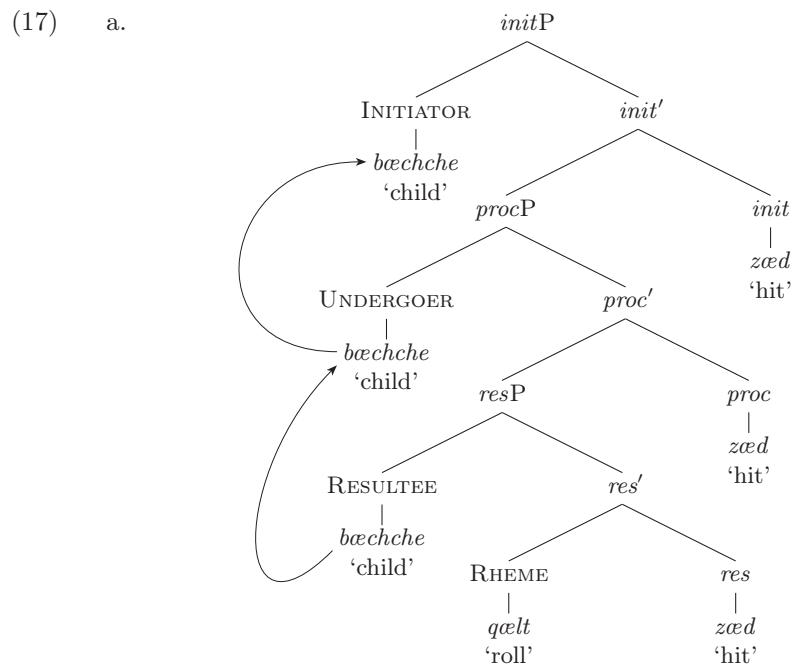 (17) a. initP
INITIATOR init′
bæchche
‘child’
procP init
zæd
‘hit’
UNDERGOER proc′
bæchche
‘child’
resP proc
zæd
‘hit’
RESULTEE res′
bæchche
‘child’
RHEME res
qælt zæd
‘roll’ ‘hit’